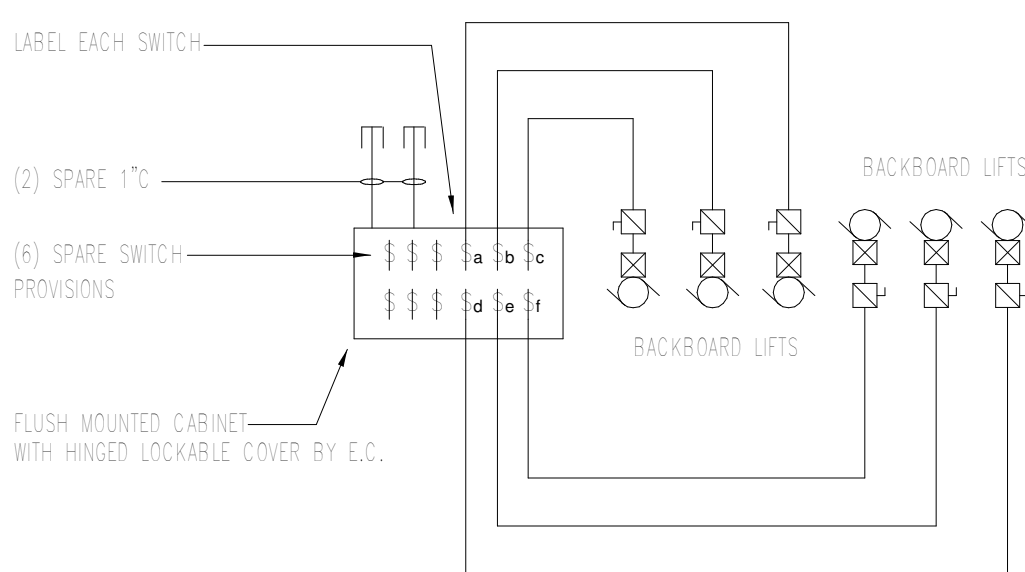 LABEL EACH SWITCH
(2) SPARE 1"C
BACKBOARD LIFTS
(6) SPARE SWITCH
PROVISIONS
$ $ $ $a $b $c
$ $ $ $d $e $f
BACKBOARD LIFTS
FLUSH MOUNTED CABINET
WITH HINGED LOCKABLE COVER BY E.C.